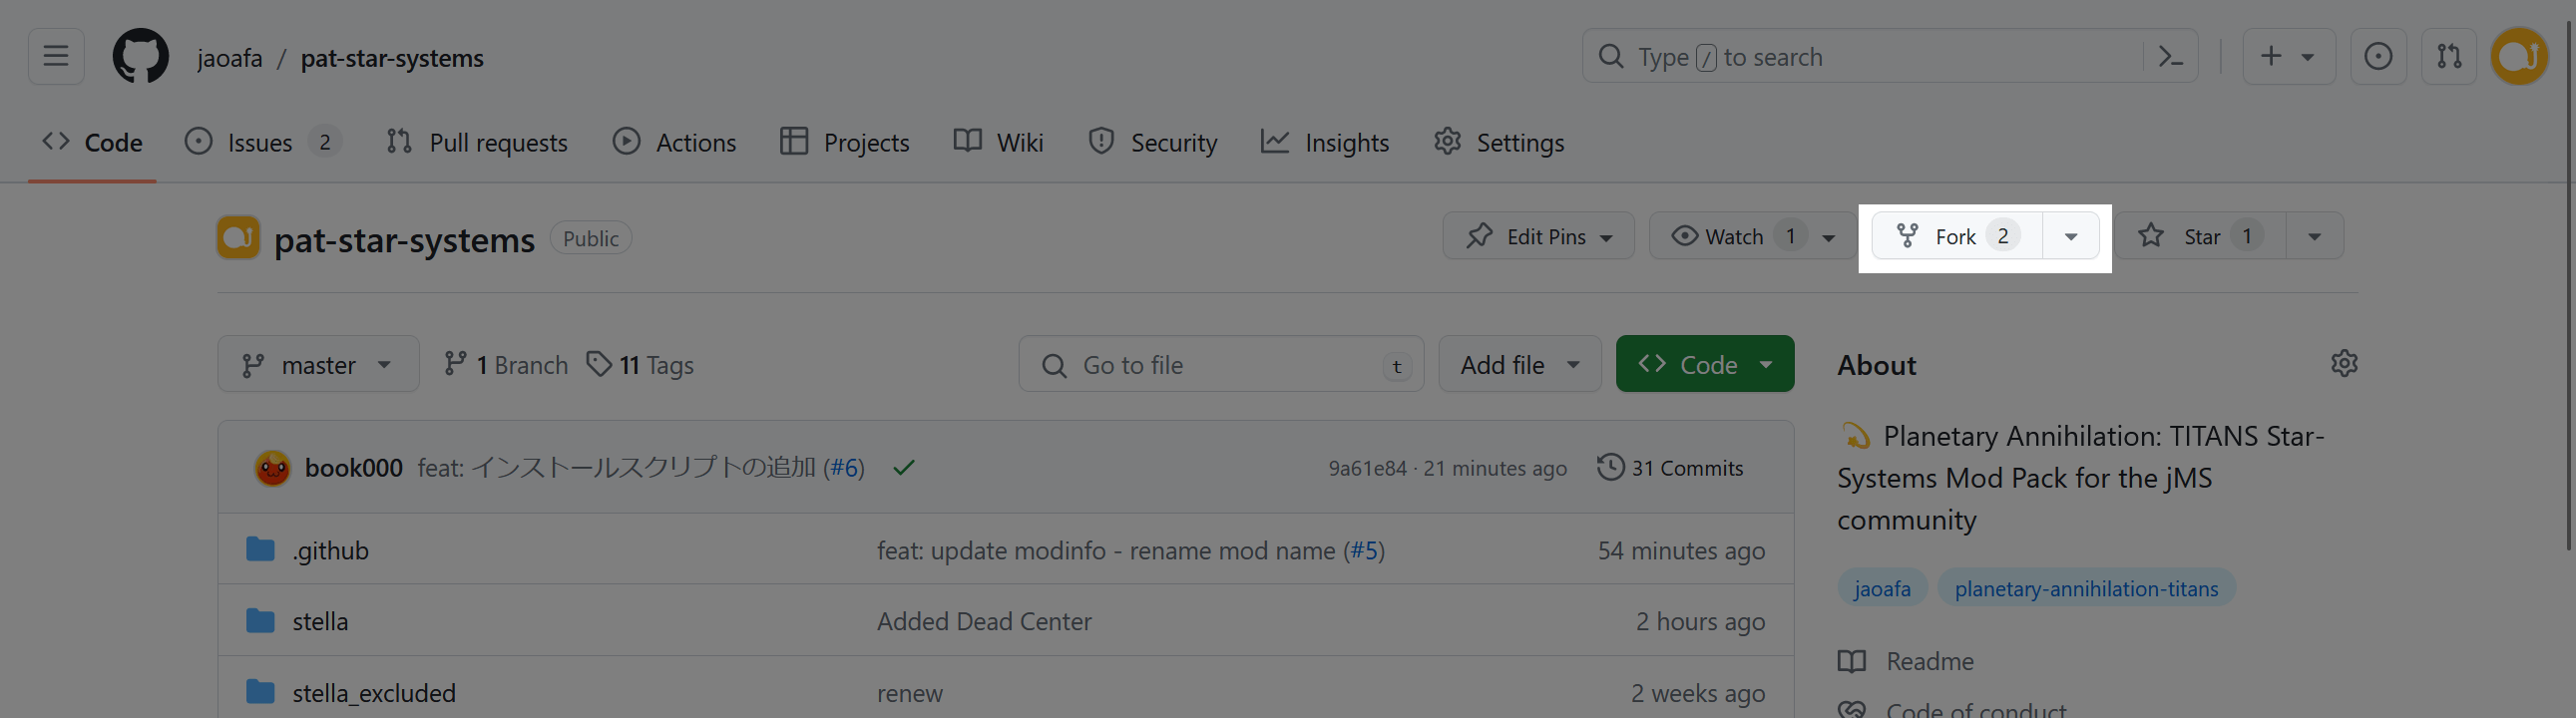 jaoafa / pat-star-systems
Type / to search
Code Issues 2 Pull requests Actions Projects Wiki Security Insights Settings
pat-star-systems Public
Edit Pins Watch 1 Fork 2 Star 1
master 1 Branch 11 Tags Go to file t Add file Code
About
book000 feat: インストールスクリプトの追加 (#6) 9a61e84 · 21 minutes ago 31 Commits
.github feat: update modinfo - rename mod name (#5) 54 minutes ago
stella Added Dead Center 2 hours ago
stella_excluded renew 2 weeks ago
Planetary Annihilation: TITANS Star-
Systems Mod Pack for the jMS
community
jaoafa planetary-annihilation-titans
Readme
Code of conduct